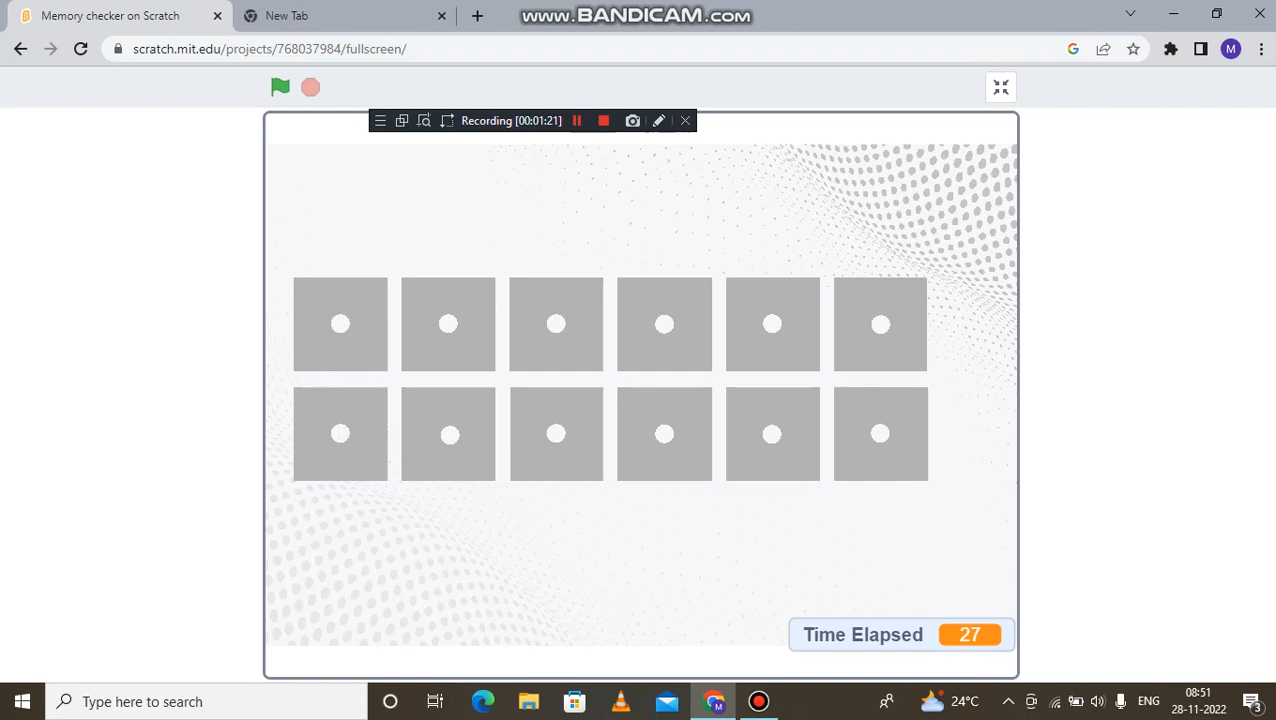 Memory checker on Scratch
New Tab
www.BANDICAM.com
scratch.mit.edu/projects/768037984/fullscreen/
M
Recording [00:01:21]
Time Elapsed 27
Type here to search
M
24°C
ENG
08:51
28-11-2022
3